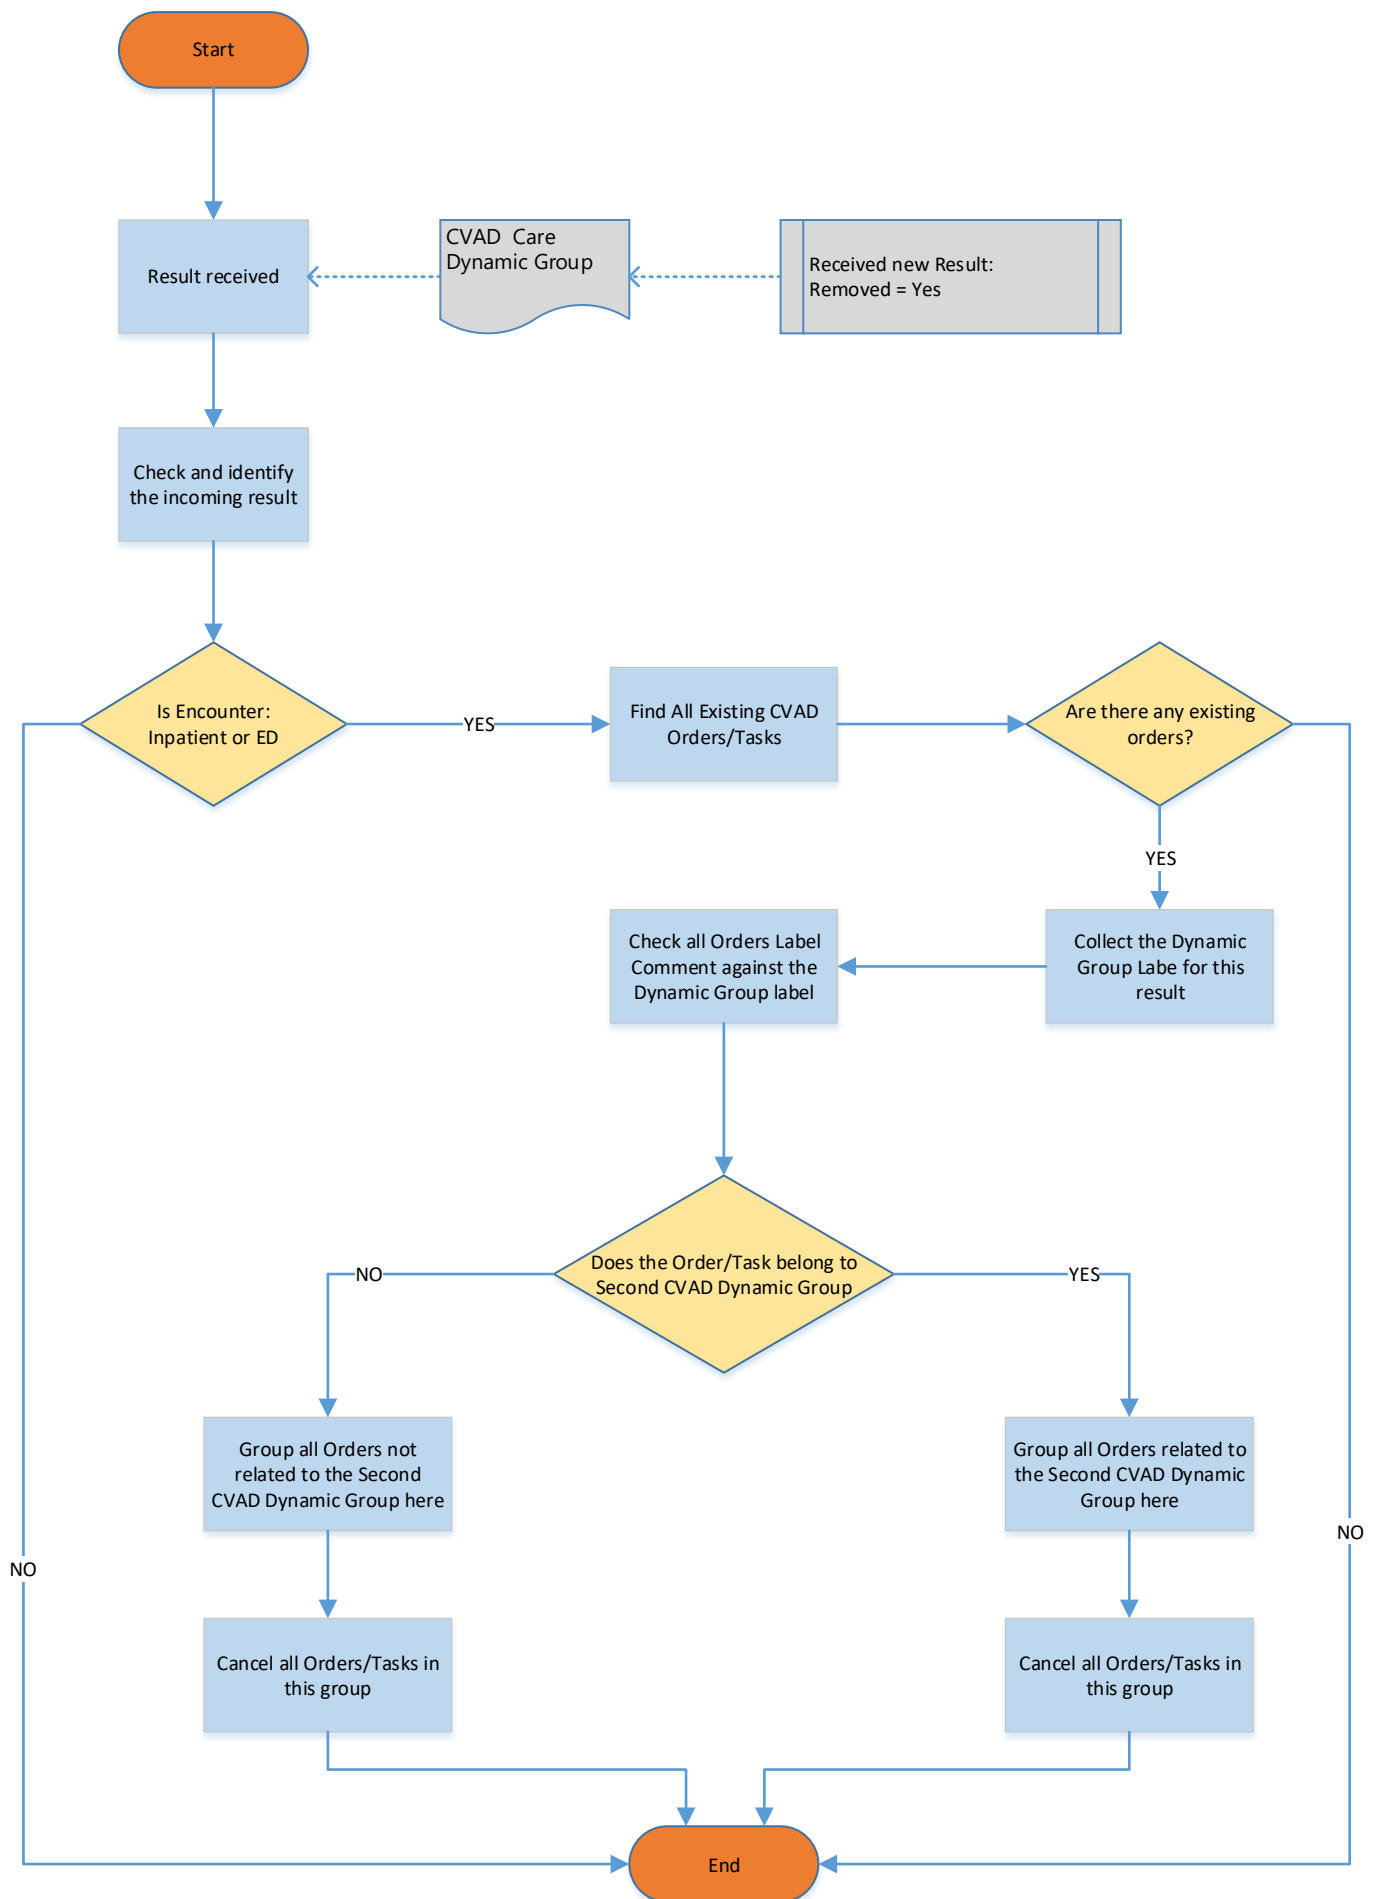 Start
Result received
CVAD  Care
Dynamic Group
Received new Result:
Removed = Yes
Check and identify
the incoming result
Is Encounter:
Inpatient or ED
YES
Find All Existing CVAD
Orders/Tasks
Are there any existing
orders?
YES
Check all Orders Label
Comment against the
Dynamic Group label
Collect the Dynamic
Group Labe for this
result
Does the Order/Task belong to
Second CVAD Dynamic Group
NO
YES
Group all Orders not
related to the Second
CVAD Dynamic Group here
Group all Orders related to
the Second CVAD Dynamic
Group here
NO
NO
Cancel all Orders/Tasks in
this group
Cancel all Orders/Tasks in
this group
End